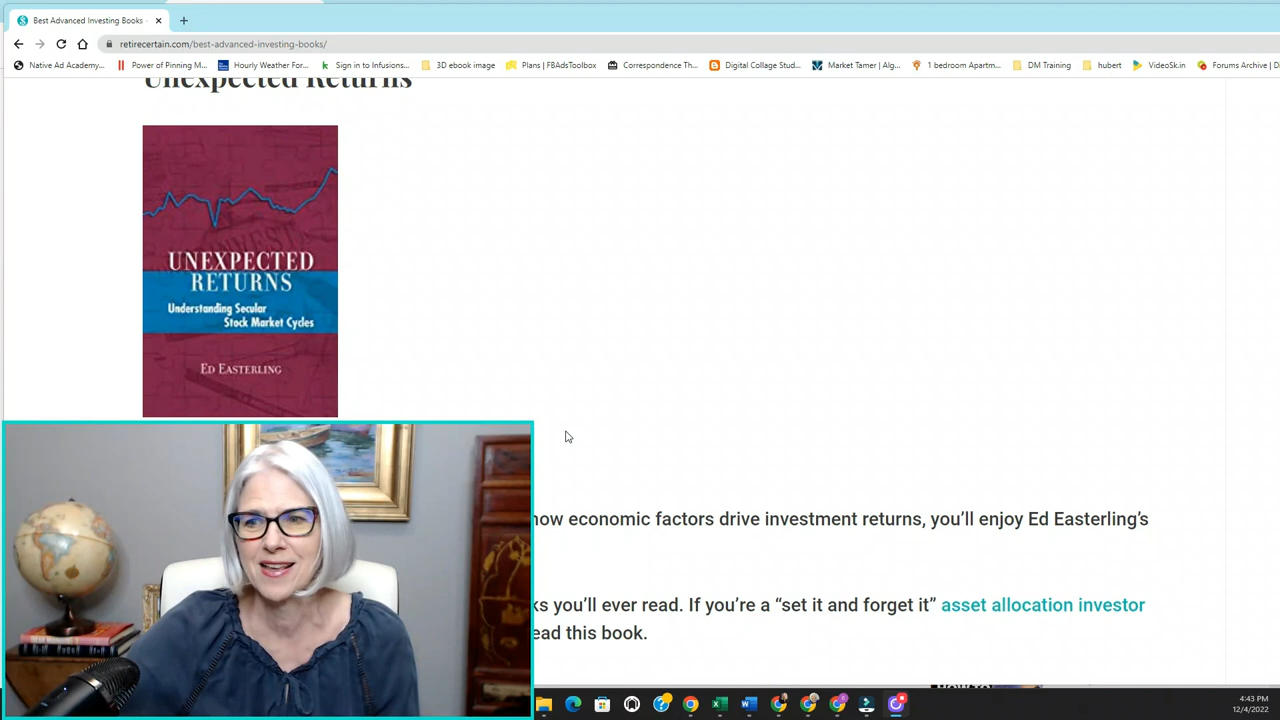 Best Advanced Investing Books
retirecertain.com/best-advanced-investing-books/
Native Ad Academy... Power of Pinning M... Hourly Weather For... Sign in to Infusions... 3D ebook image Plans | FBAdsToolbox Correspondence Th... Digital Collage Stud... Market Tamer | Alg... 1 bedroom Apartm... DM Training hubert VideoSk.in Forums Archive | D
Unexpected Returns
UNEXPECTED
RETURNS
Understanding Secular
Stock Market Cycles
ED EASTERLING
how economic factors drive investment returns, you'll enjoy Ed Easterling's
ks you'll ever read. If you're a "set it and forget it" asset allocation investor
ead this book.
4:43 PM
12/4/2022